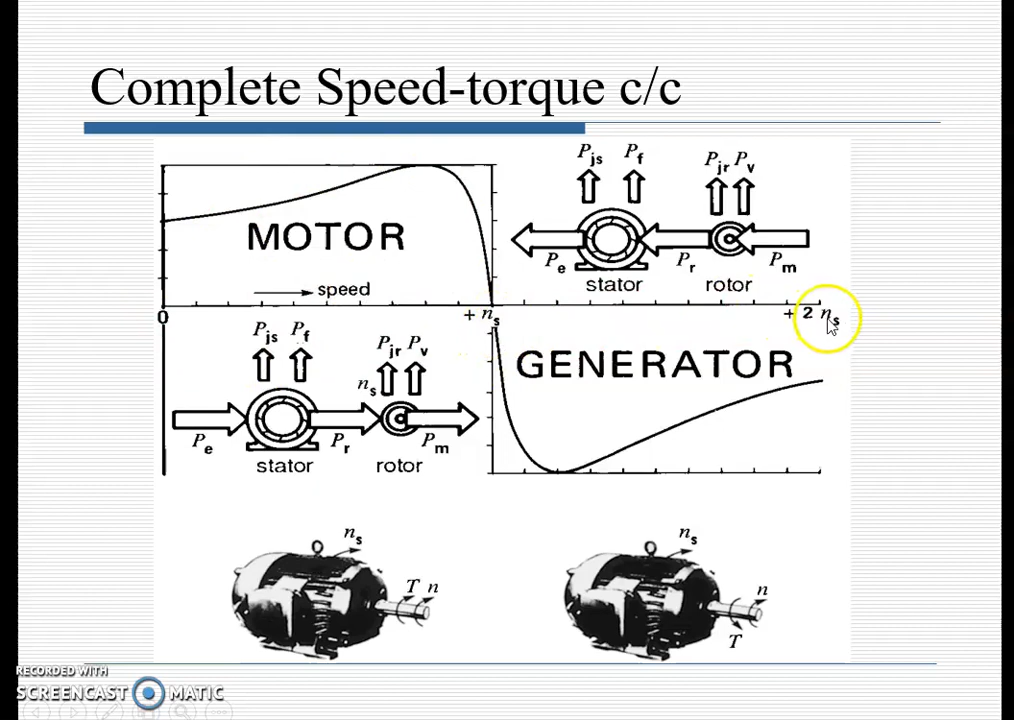 Complete Speed-torque c/c
Pjs Pf
Pjr Pv
MOTOR
Pe Pr Pm
stator rotor
speed
0 + ns + 2 ns
Pjs Pf
Pjr Pv
GENERATOR
ns
Pe Pr Pm
stator rotor
ns ns
T n n
T
RECORDED WITH
SCREENCAST MATIC